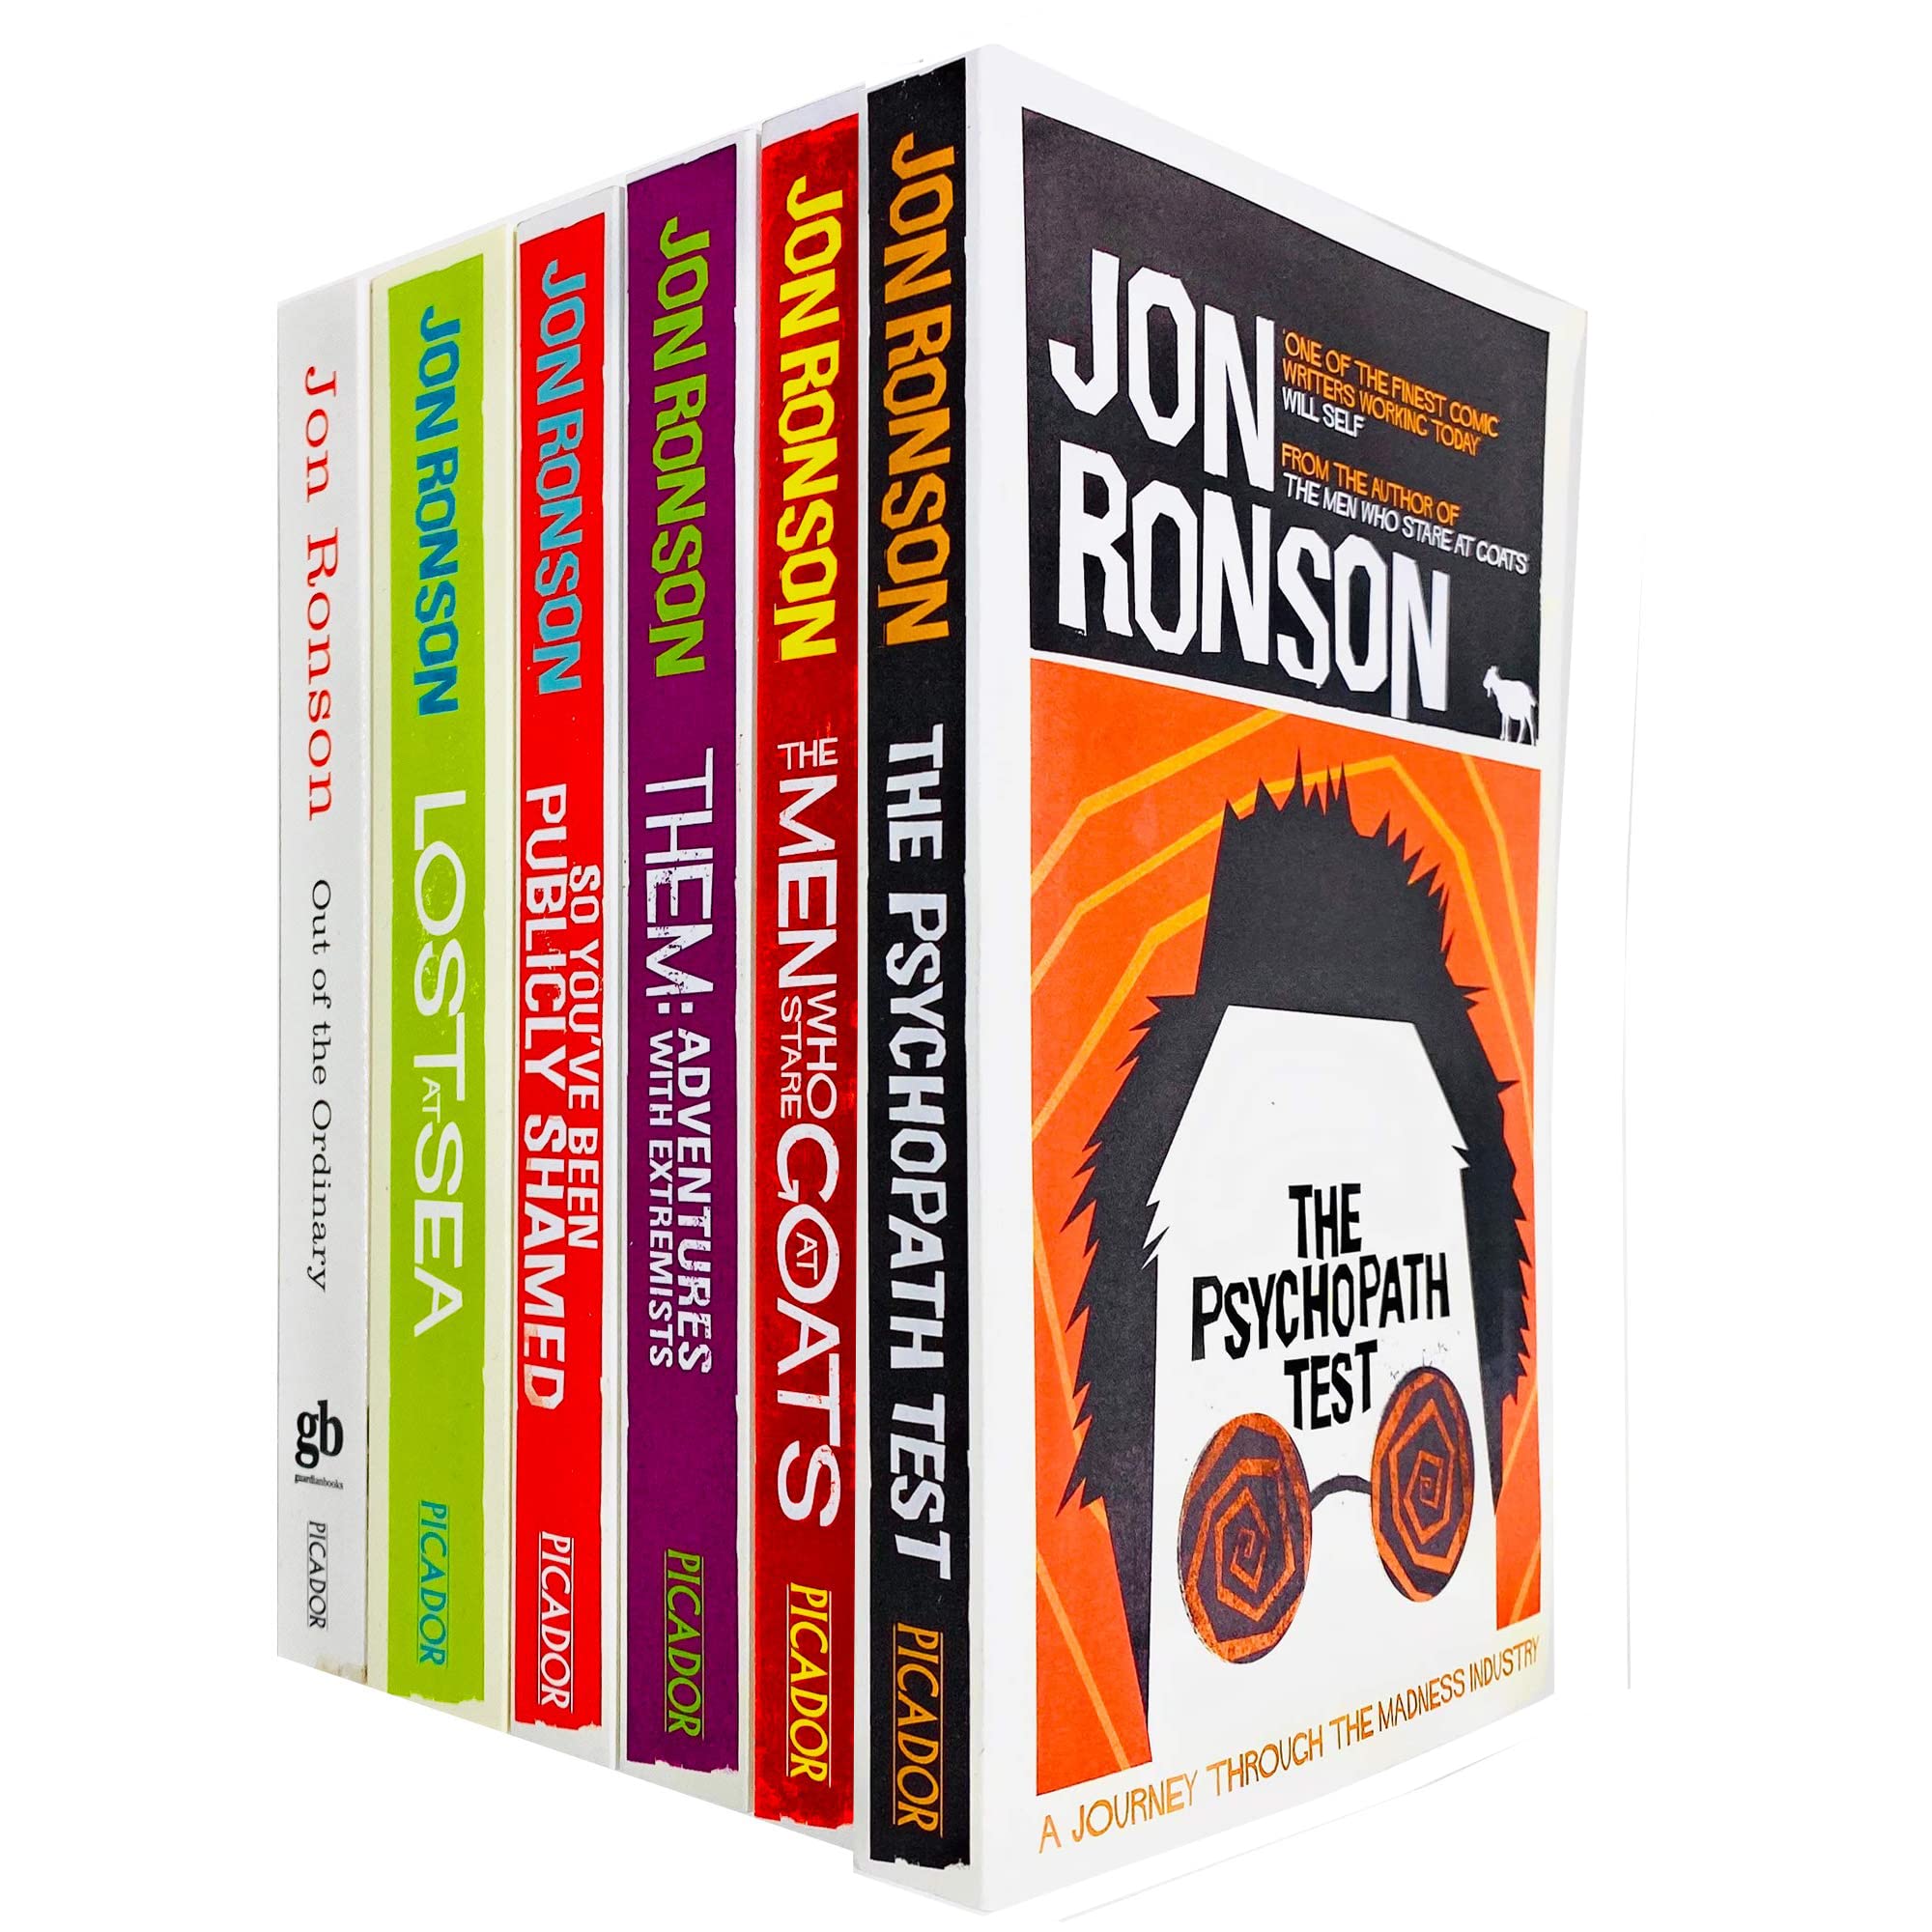 Jon Ronson Out of the Ordinary
gb
guardianbooks
PICADOR
JON RONSON LOST AT SEA
PICADOR
JON RONSON
SO YOU'VE BEEN
PUBLICLY SHAMED
PICADOR
JON RONSON THEM: ADVENTURES
WITH EXTREMISTS
PICADOR
JON RONSON THE MEN WHO
STARE AT GOATS
PICADOR
JON RONSON THE PSYCHOPATH TEST
PICADOR
JON
RONSON
'ONE OF THE FINEST COMIC
WRITERS WORKING TODAY'
WILL SELF
FROM THE AUTHOR OF
THE MEN WHO STARE AT GOATS
THE
PSYCHOPATH
TEST
A JOURNEY THROUGH THE MADNESS INDUSTRY